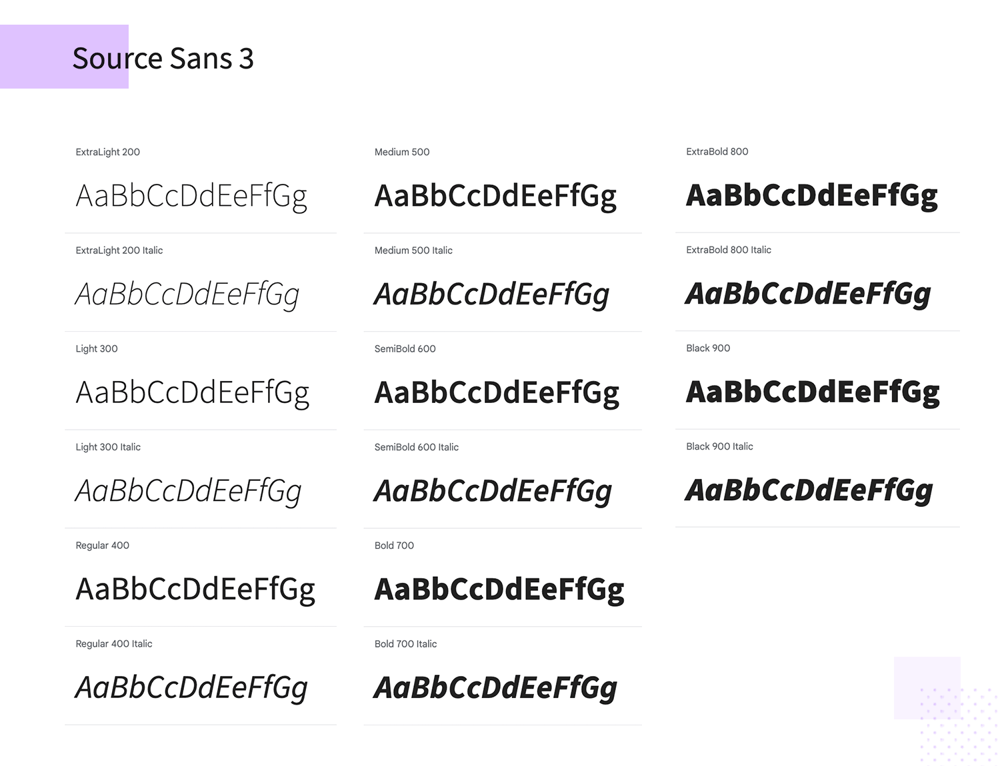 Source Sans 3
ExtraLight 200
AaBbCcDdEeFfGg
ExtraLight 200 Italic
AaBbCcDdEeFfGg
Light 300
AaBbCcDdEeFfGg
Light 300 Italic
AaBbCcDdEeFfGg
Regular 400
AaBbCcDdEeFfGg
Regular 400 Italic
AaBbCcDdEeFfGg
Medium 500
AaBbCcDdEeFfGg
Medium 500 Italic
AaBbCcDdEeFfGg
SemiBold 600
AaBbCcDdEeFfGg
SemiBold 600 Italic
AaBbCcDdEeFfGg
Bold 700
AaBbCcDdEeFfGg
Bold 700 Italic
AaBbCcDdEeFfGg
ExtraBold 800
AaBbCcDdEeFfGg
ExtraBold 800 Italic
AaBbCcDdEeFfGg
Black 900
AaBbCcDdEeFfGg
Black 900 Italic
AaBbCcDdEeFfGg